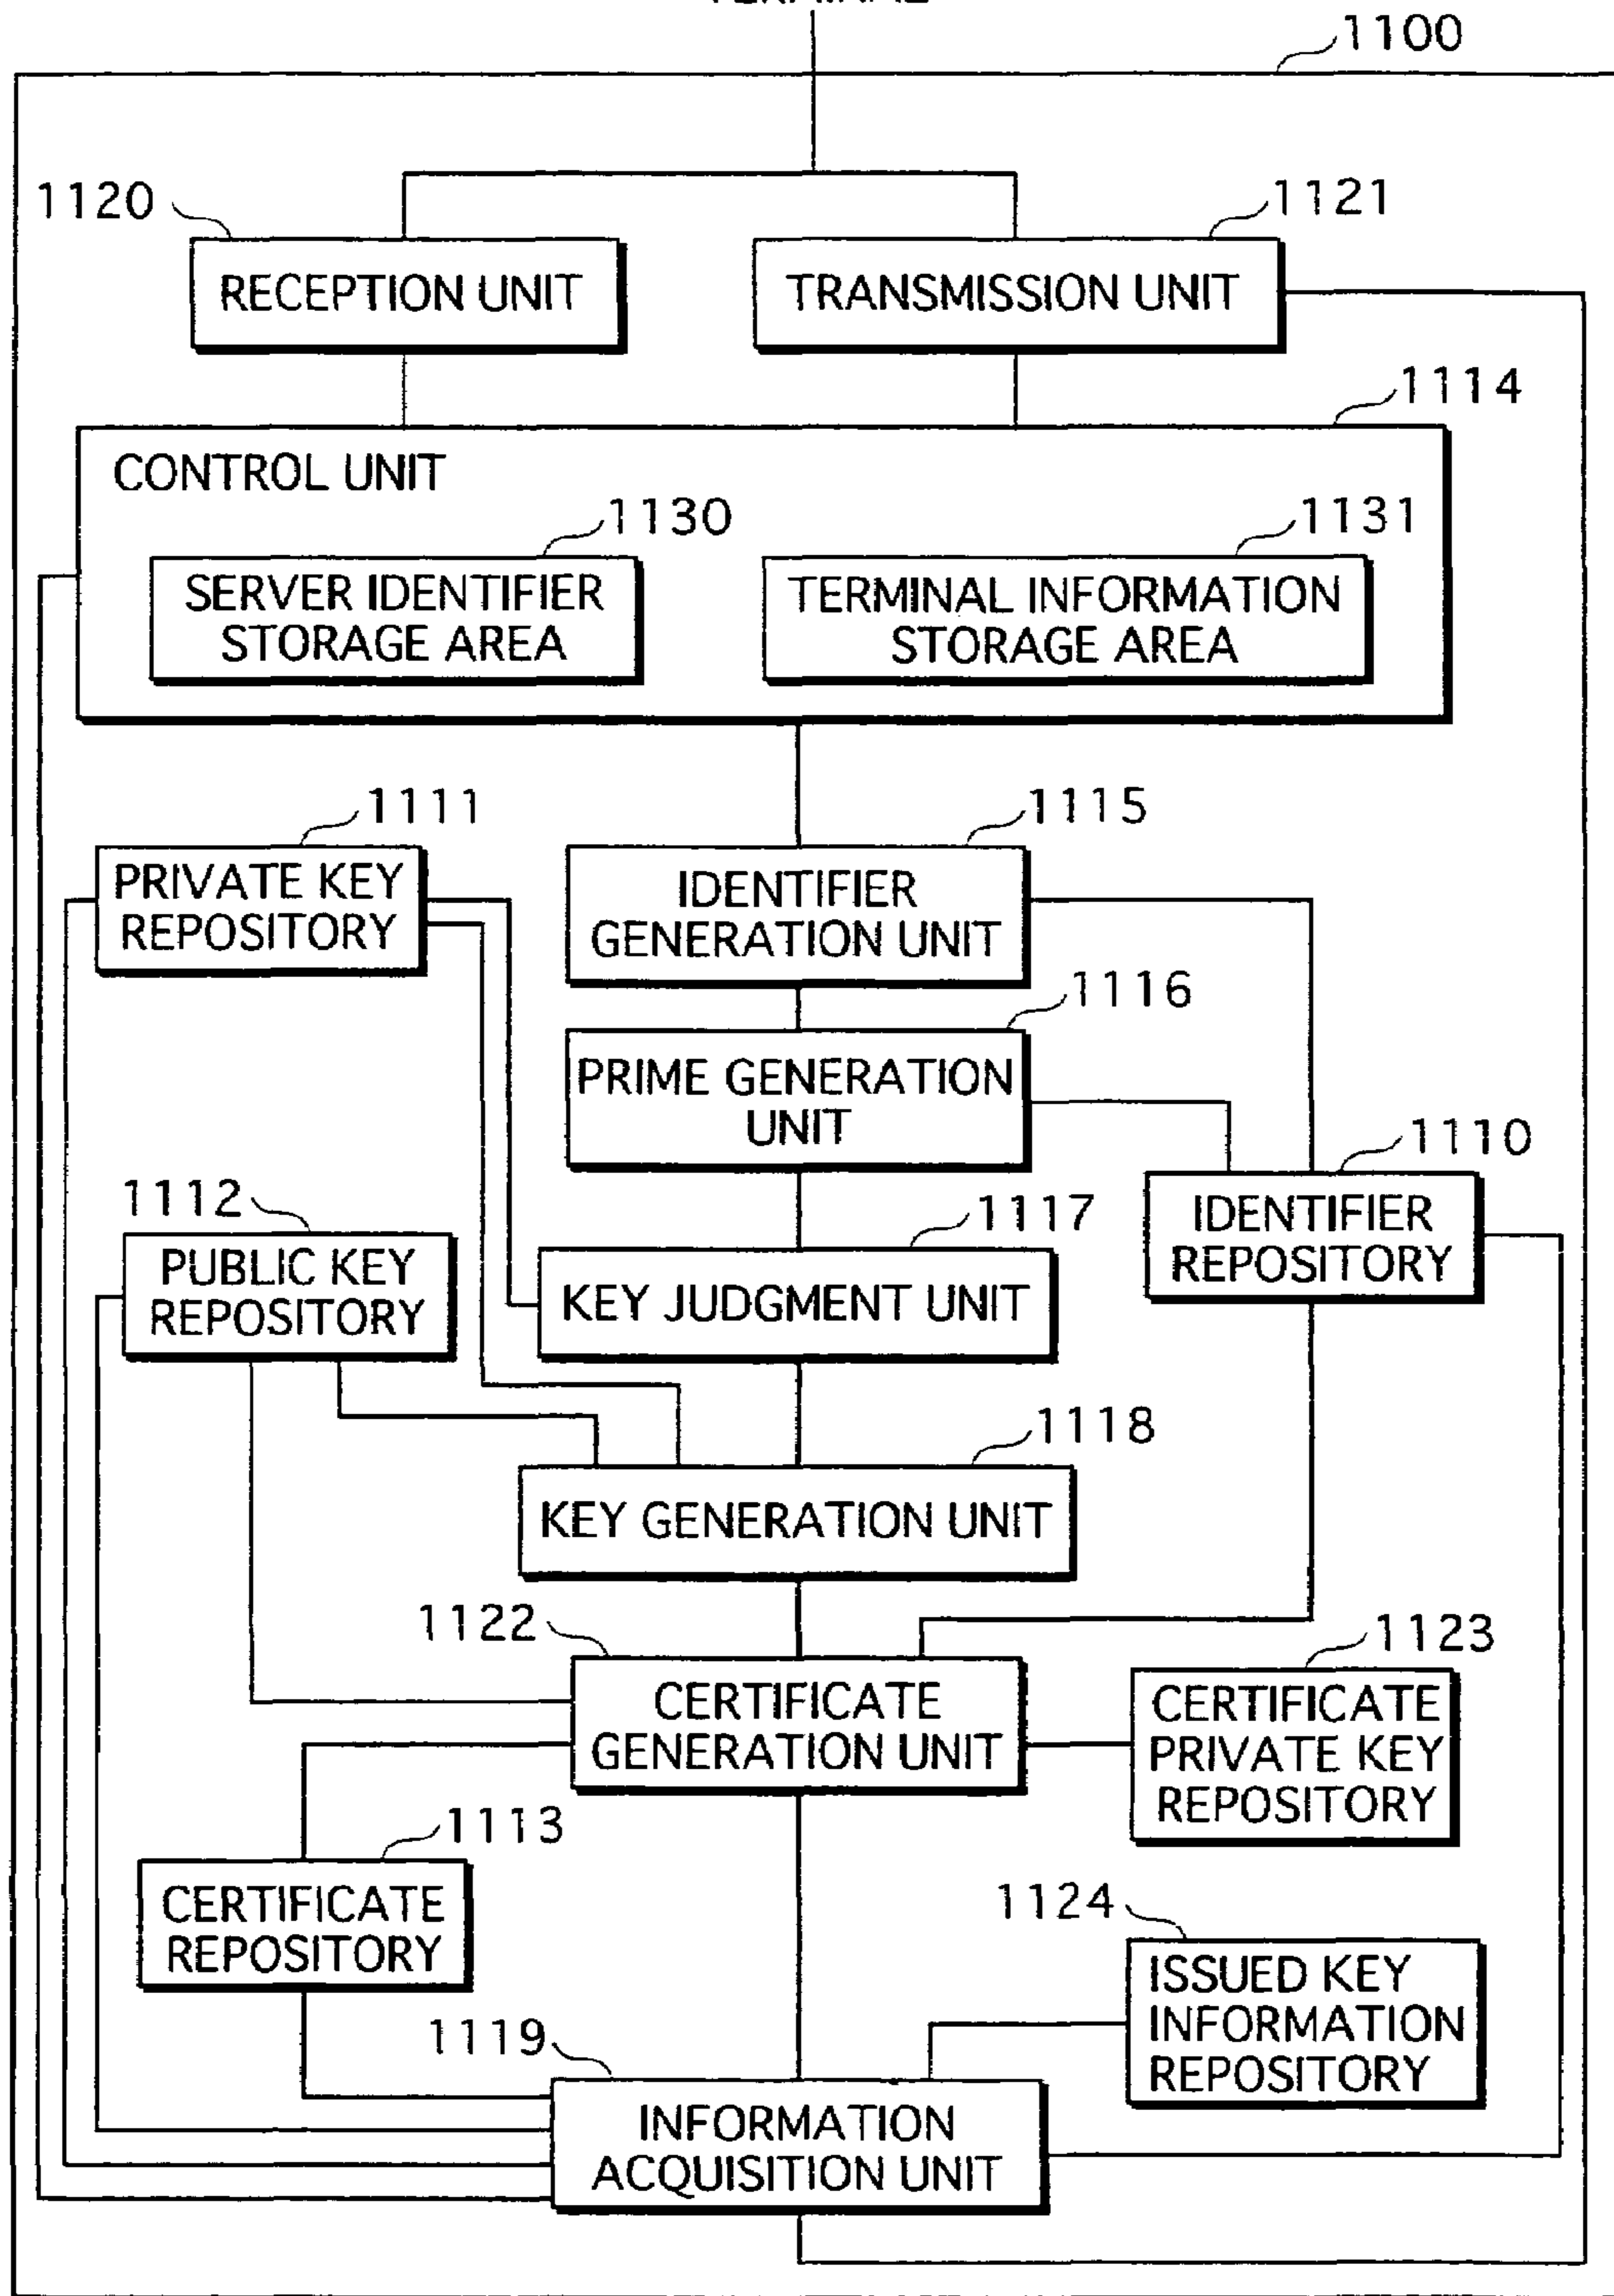 1100
1120
1121
RECEPTION UNIT
TRANSMISSION UNIT
1114
CONTROL UNIT
1130
1131
SERVER IDENTIFIER
STORAGE AREA
TERMINAL INFORMATION
STORAGE AREA
1111
1115
PRIVATE KEY
REPOSITORY
IDENTIFIER
GENERATION UNIT
1116
PRIME GENERATION
UNIT
1110
1112
1117
IDENTIFIER
REPOSITORY
PUBLIC KEY
REPOSITORY
KEY JUDGMENT UNIT
1118
KEY GENERATION UNIT
1122
1123
CERTIFICATE
GENERATION UNIT
CERTIFICATE
PRIVATE KEY
REPOSITORY
1113
CERTIFICATE
REPOSITORY
1124
ISSUED KEY
INFORMATION
REPOSITORY
1119
INFORMATION
ACQUISITION UNIT